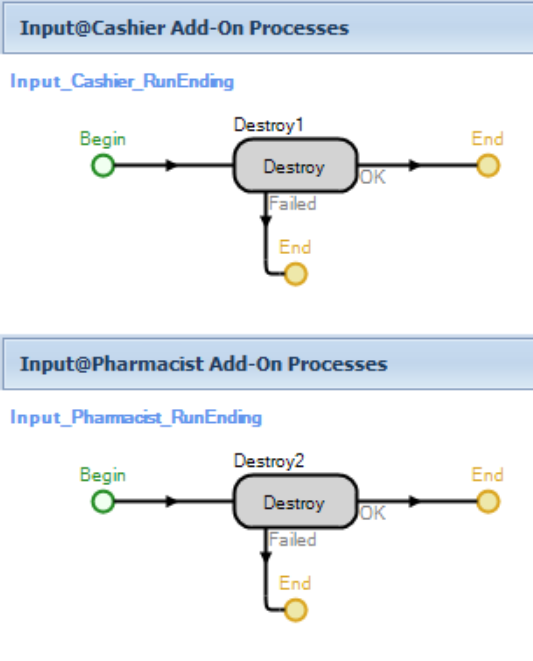 Input@Cashier Add-On Processes
Input_Cashier_RunEnding
Destroy1
Begin
End
Destroy
OK
Failed
End
Input@Pharmacist Add-On Processes
Input_Pharmacist_RunEnding
Destroy2
Begin
End
Destroy
OK
Failed
End